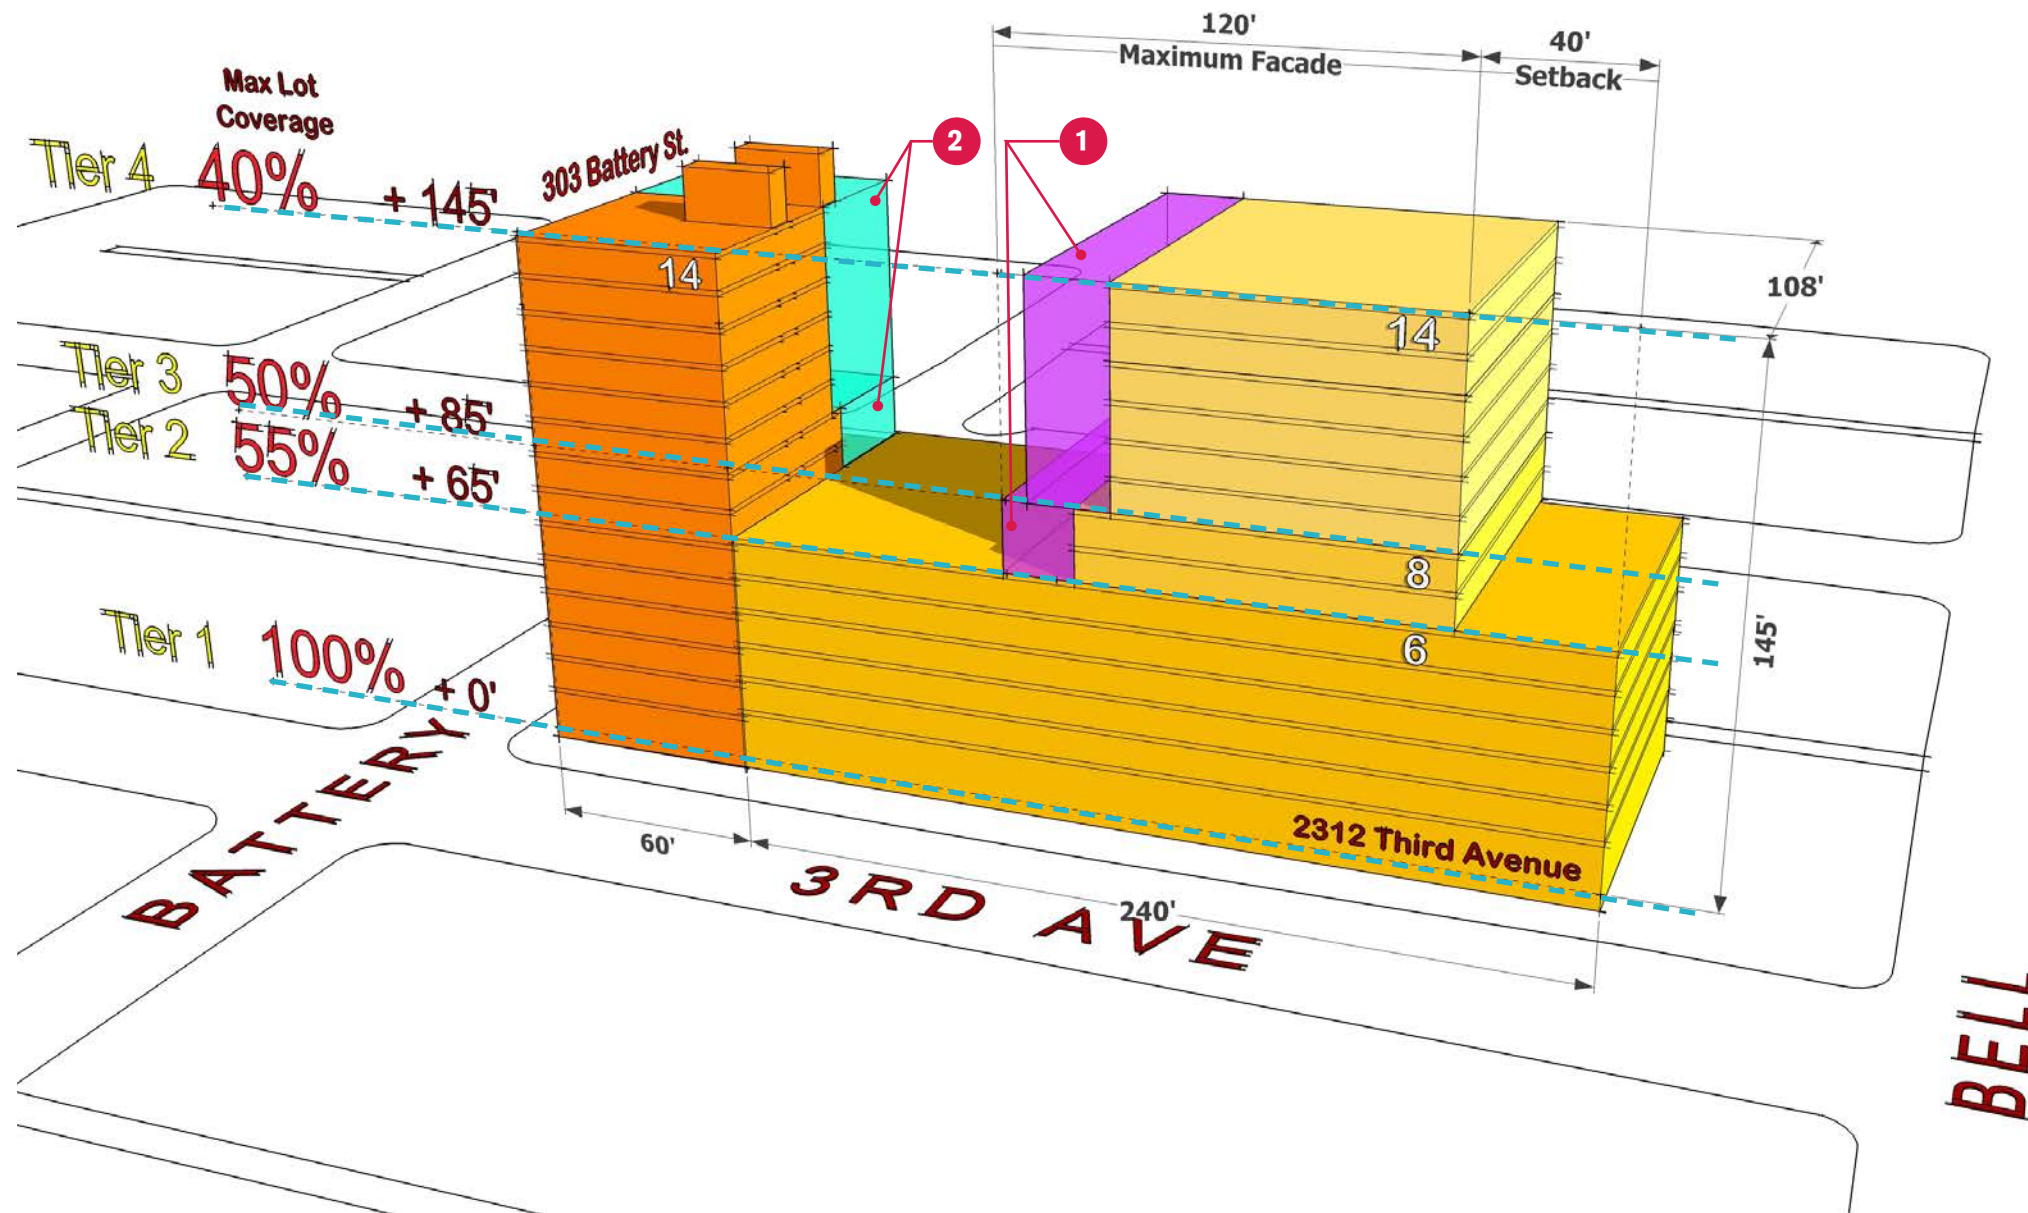 120'
Maximum Facade
40'
Setback
Max Lot
Coverage
303 Battery St.
2
1
Tier 4 40% + 145'
14
14
108'
Tier 3 50% + 85'
Tier 2 55% + 65'
8
6
145'
Tier 1 100% + 0'
BATTERY
60'
2312 Third Avenue
3RD AVE
240'
BELL